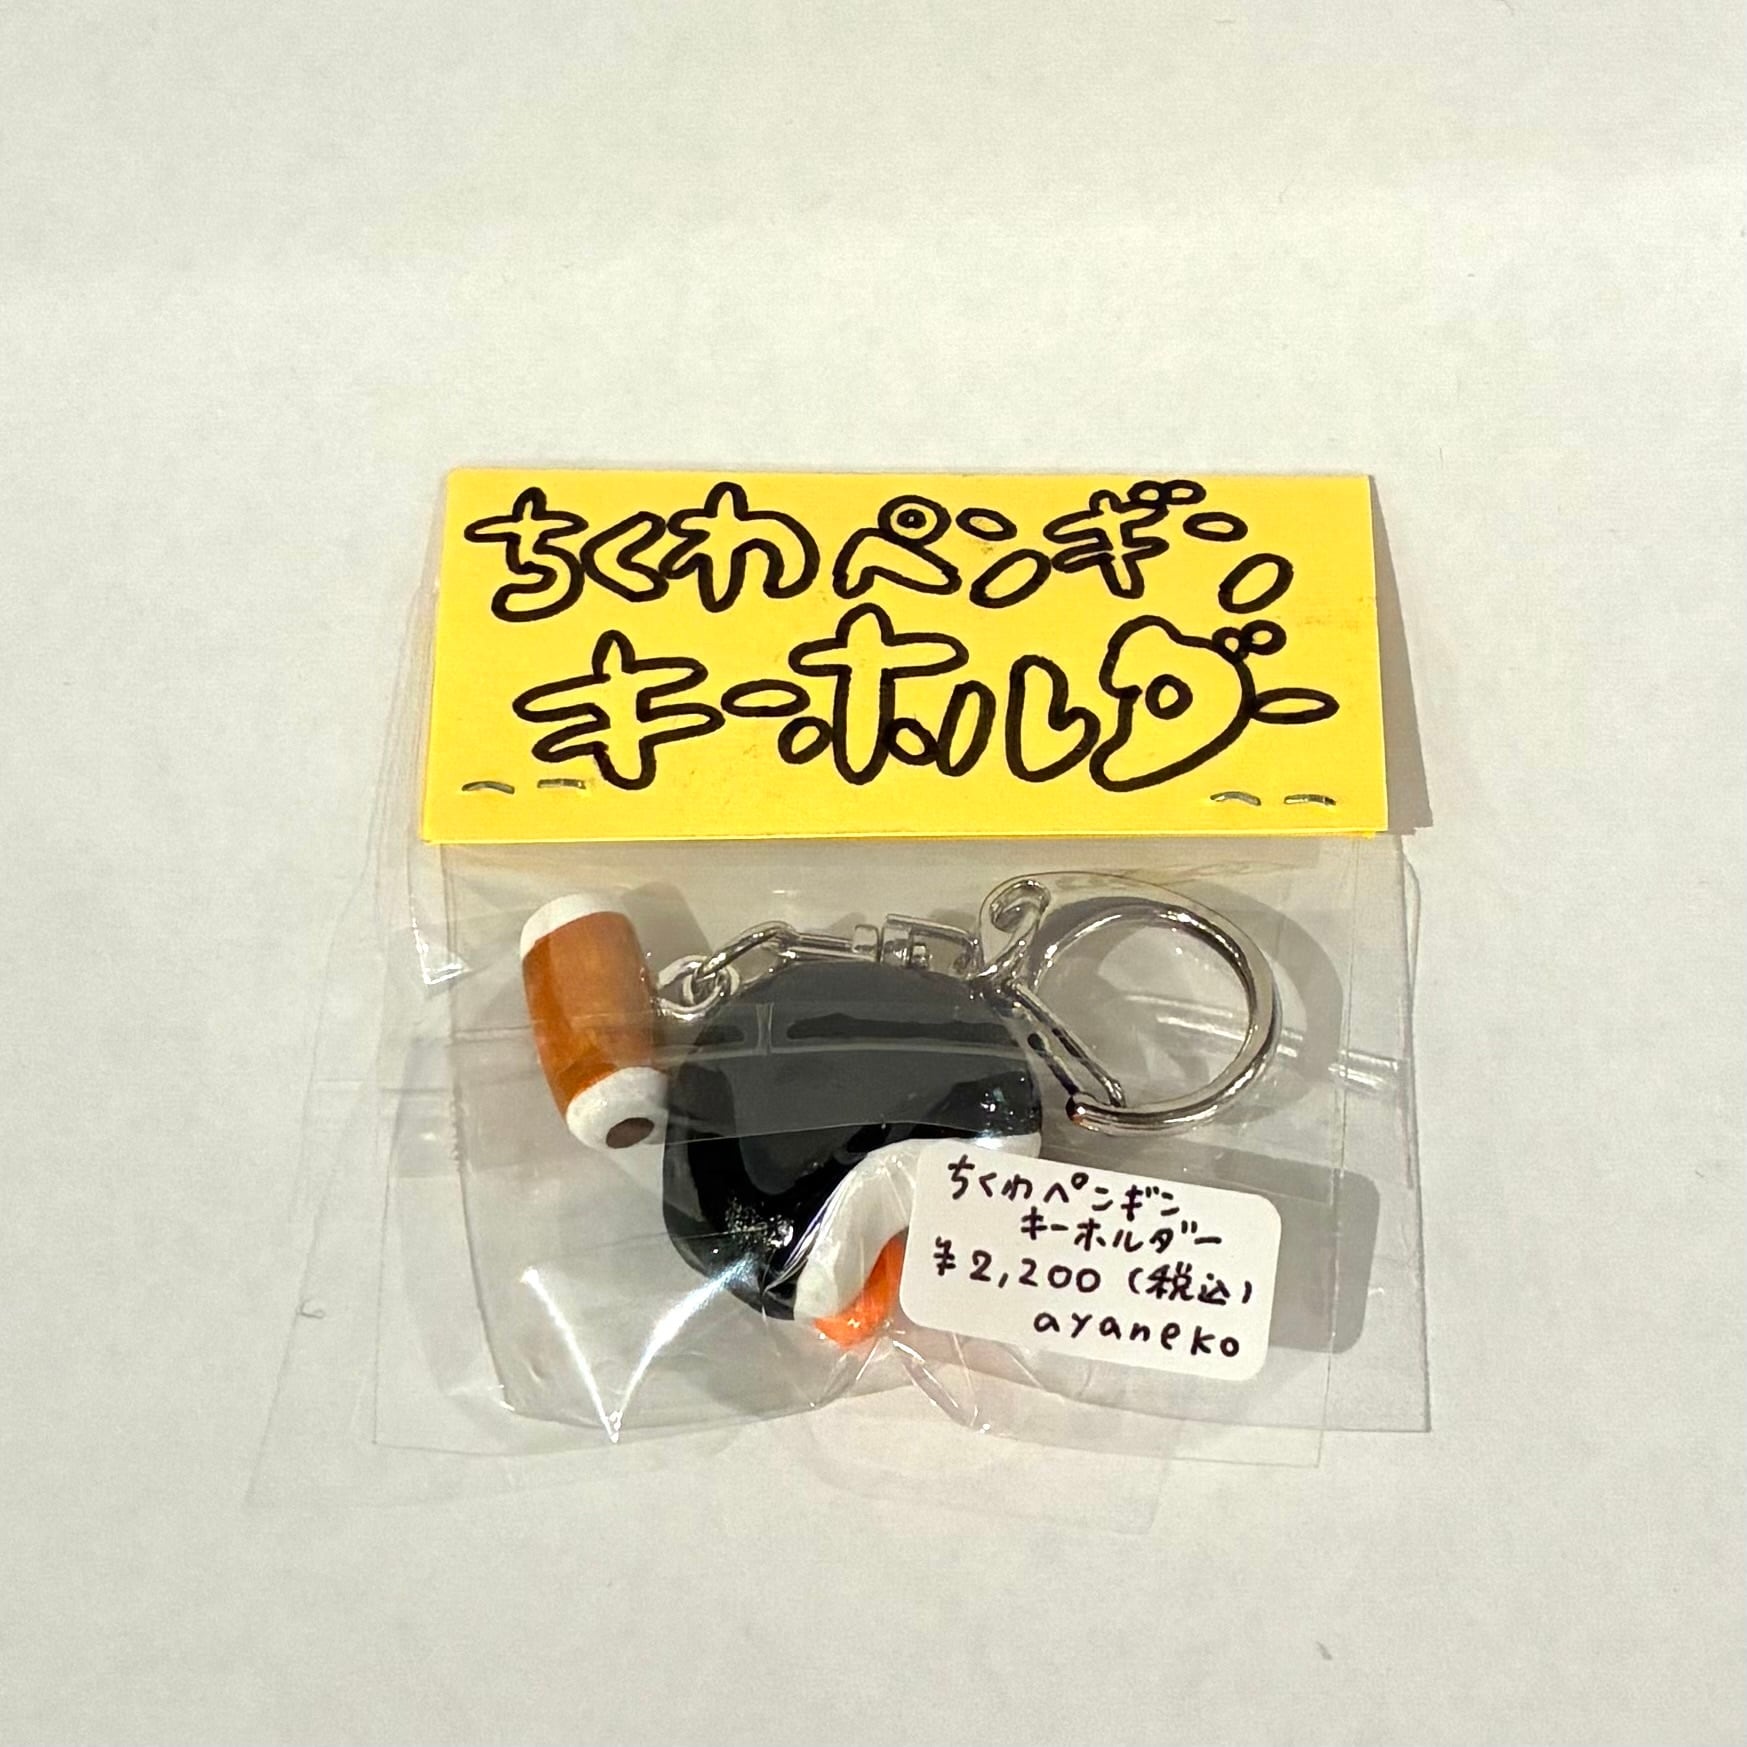 ちくわペンギン
キーホルダー
ちくわペンギン
キーホルダー
¥2,200(税込)
ayaneko